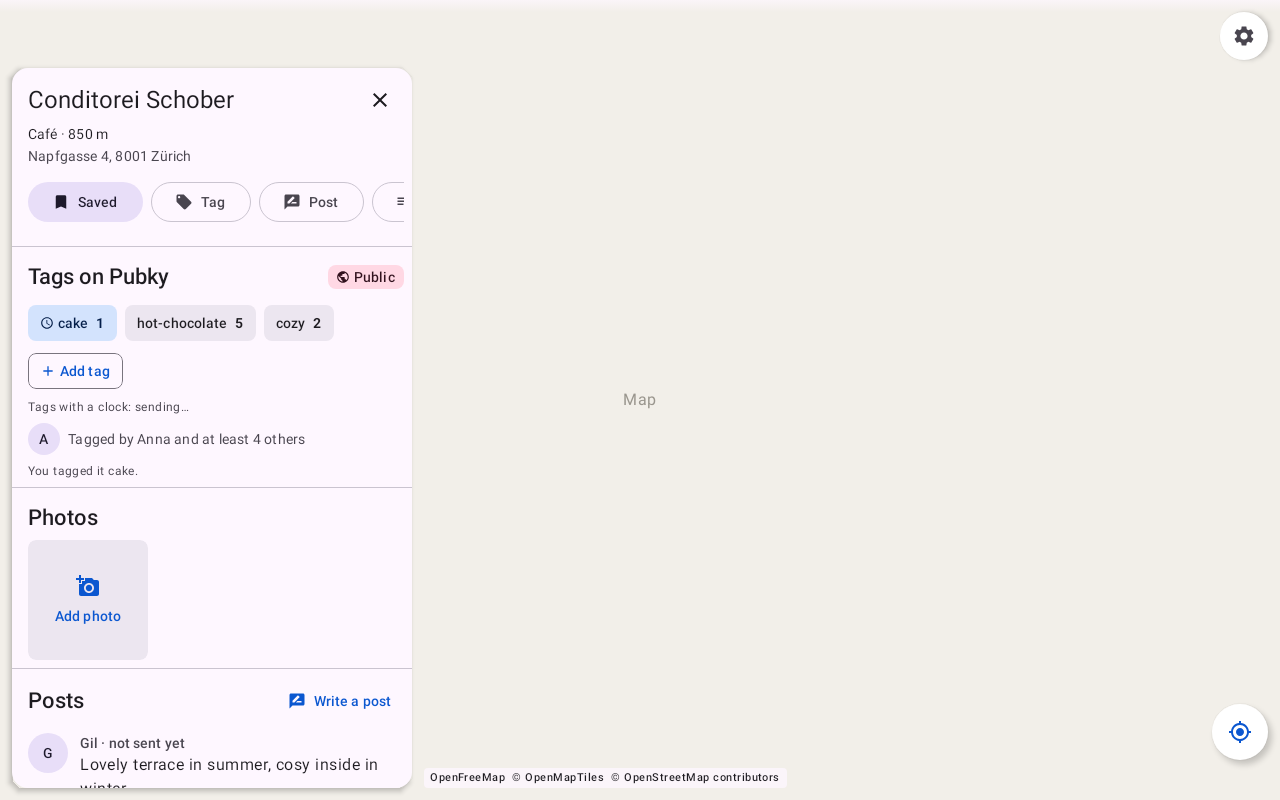 Conditorei Schober
Café · 850 m
Napfgasse 4, 8001 Zürich
Saved
Tag
Post
Tags on Pubky
Public
cake 1
hot-chocolate 5
cozy 2
Add tag
Tags with a clock: sending…
A
Tagged by Anna and at least 4 others
You tagged it cake.
Photos
Add photo
Posts
Write a post
G
Gil · not sent yet
Lovely terrace in summer, cosy inside in
winter
Map
OpenFreeMap © OpenMapTiles © OpenStreetMap contributors